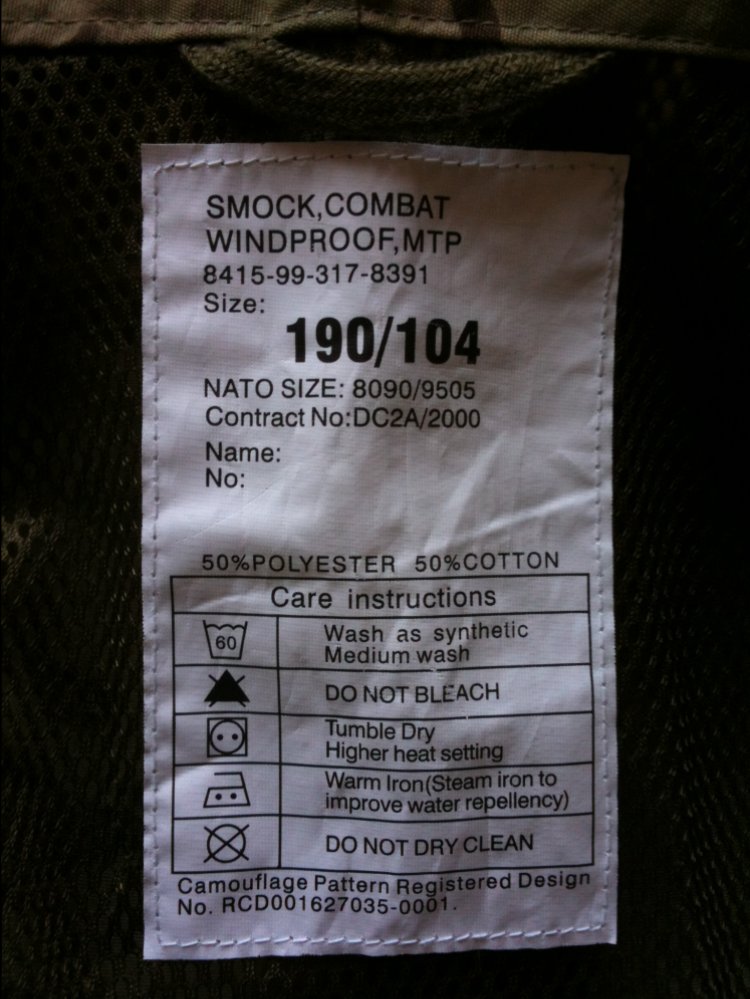 SMOCK,COMBAT
WINDPROOF,MTP
8415-99-317-8391
Size:
190/104
NATO SIZE: 8090/9505
Contract No:DC2A/2000
Name:
No:
50%POLYESTER 50%COTTON
Care instructions
60
Wash as synthetic
Medium wash
DO NOT BLEACH
Tumble Dry
Higher heat setting
Warm Iron(Steam iron to
improve water repellency)
DO NOT DRY CLEAN
Camouflage Pattern Registered Design
No. RCD001627035-0001.